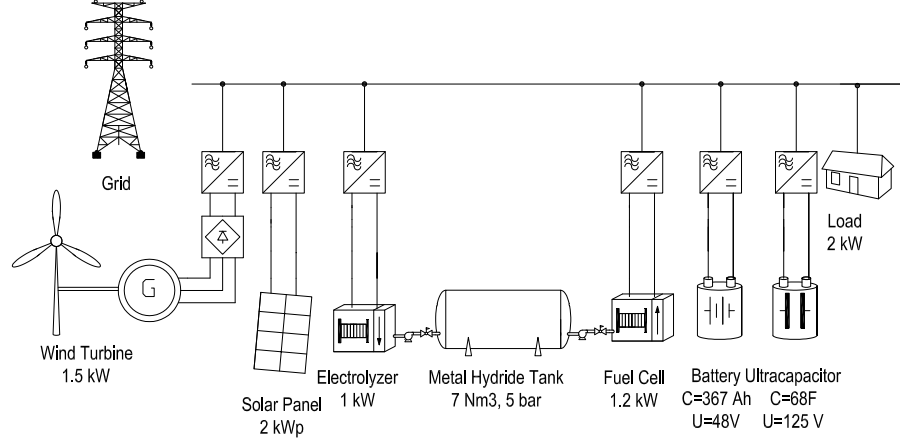 Grid
G
Wind Turbine
1.5 kW
Solar Panel
2 kWp
Electrolyzer
1 kW
Metal Hydride Tank
7 Nm3, 5 bar
Fuel Cell
1.2 kW
Battery
C=367 Ah
U=48V
Ultracapacitor
C=68F
U=125 V
Load
2 kW